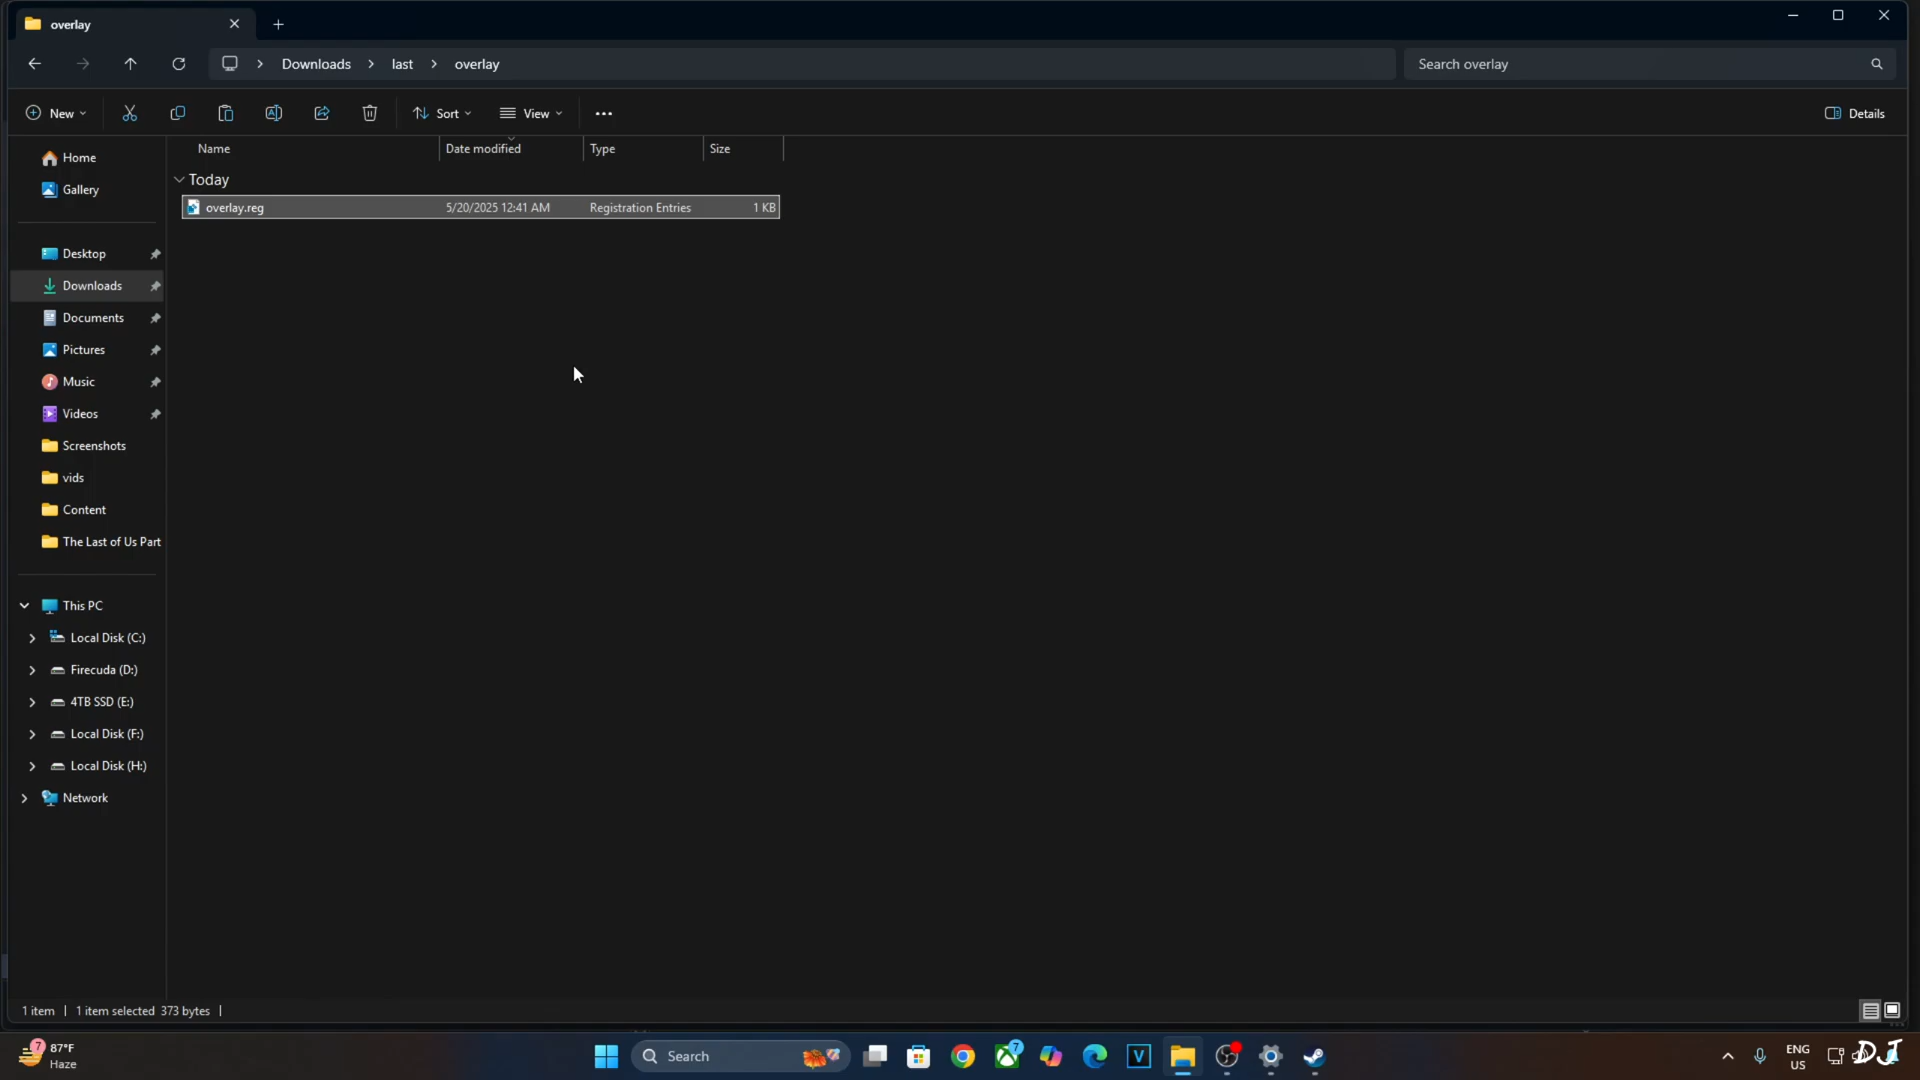 overlay
Downloads
last
overlay
Search overlay
New
Sort
View
Details
Name
Date modified
Type
Size
Today
overlay.reg
5/20/2025 12:41 AM
Registration Entries
1 KB
Home
Gallery
Desktop
Downloads
Documents
Pictures
Music
Videos
Screenshots
vids
Content
The Last of Us Part
This PC
Local Disk (C:)
Firecuda (D:)
4TB SSD (E:)
Local Disk (F:)
Local Disk (H:)
Network
1 item
1 item selected 373 bytes
7
87°F
Haze
Search
7
V
ENG
US
DJ